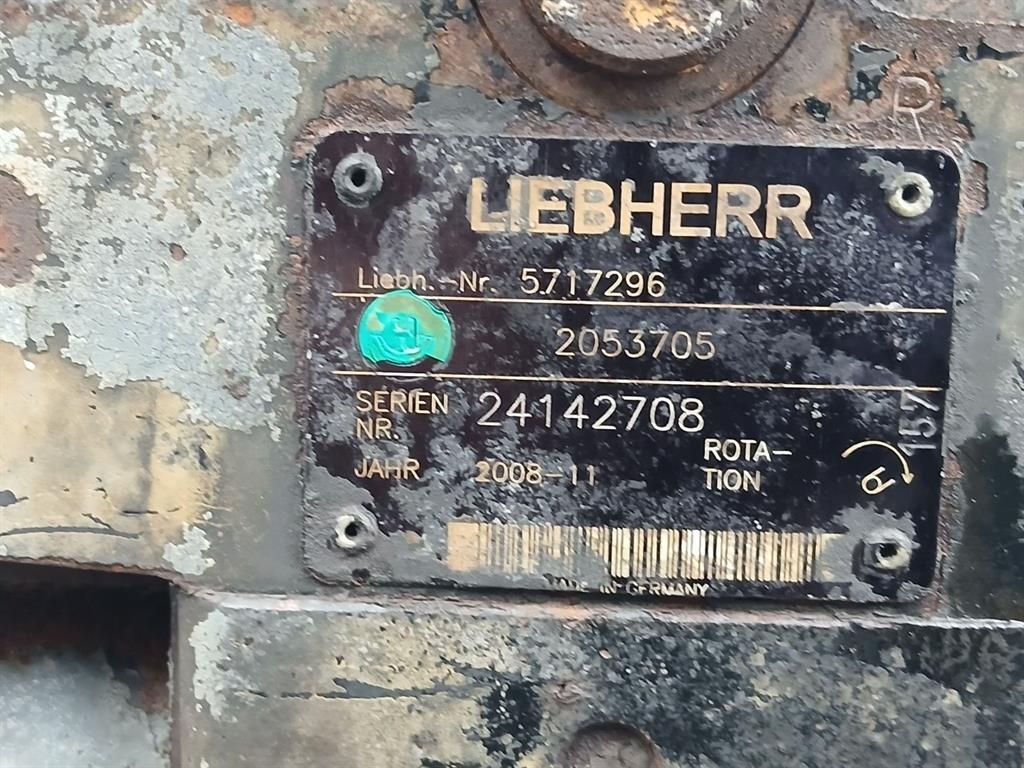 R
LIEBHERR
Liebh.-Nr. 5717296
2053705
SERIEN NR. 24142708
JAHR 2008-11
ROTA-
TION
157
MADE IN GERMANY